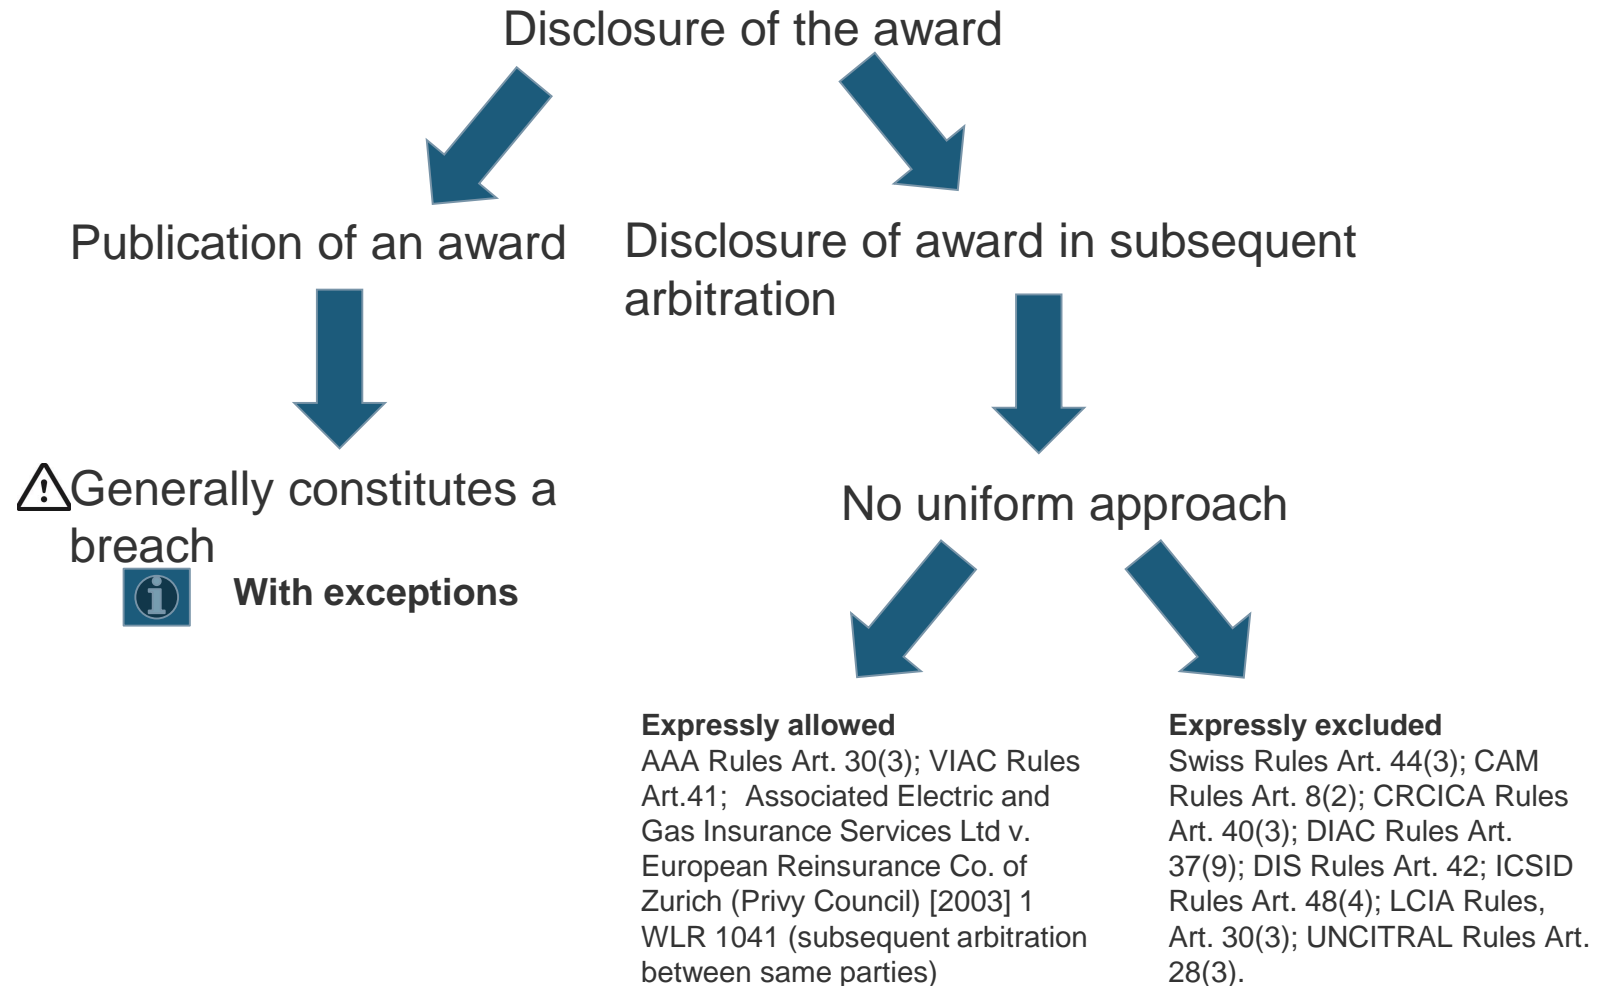 Disclosure of the award
Publication of an award
Disclosure of award in subsequent
arbitration
Generally constitutes a
breach
With exceptions
No uniform approach
Expressly allowed
AAA Rules Art. 30(3); VIAC Rules
Art.41; Associated Electric and
Gas Insurance Services Ltd v.
European Reinsurance Co. of
Zurich (Privy Council) [2003] 1
WLR 1041 (subsequent arbitration
between same parties)
Expressly excluded
Swiss Rules Art. 44(3); CAM
Rules Art. 8(2); CRCICA Rules
Art. 40(3); DIAC Rules Art.
37(9); DIS Rules Art. 42; ICSID
Rules Art. 48(4); LCIA Rules,
Art. 30(3); UNCITRAL Rules Art.
28(3).